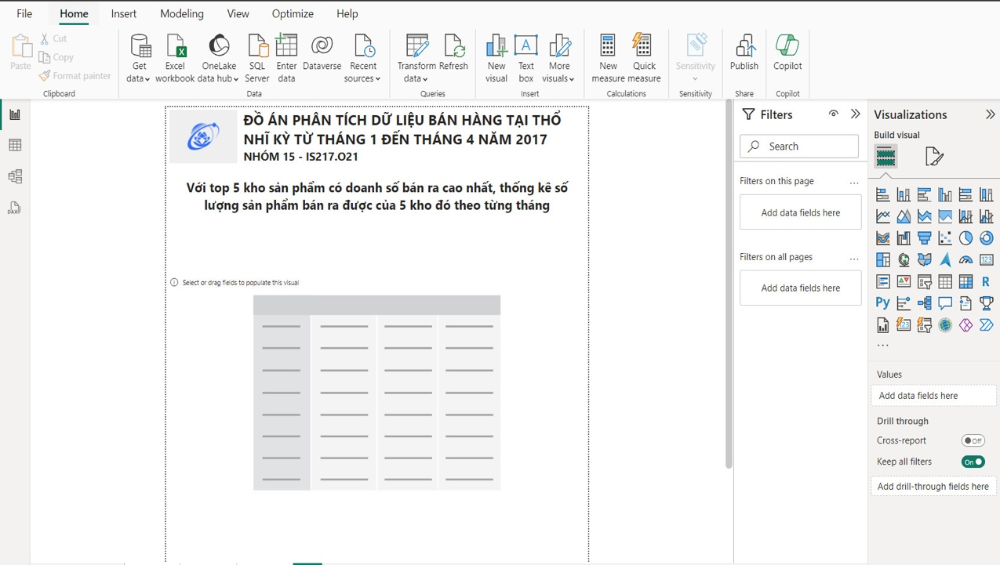 File Home Insert Modeling View Optimize Help
Paste
Cut
Copy
Format painter
Clipboard
Get
data
Excel
workbook
OneLake
data hub
SQL
Server
Enter
data
Dataverse
Recent
sources
Data
Transform
data
Refresh
Queries
New
visual
Text
box
More
visuals
Insert
New
measure
Quick
measure
Calculations
Sensitivity
Sensitivity
Publish
Share
Copilot
Copilot
DAX
ĐỒ ÁN PHÂN TÍCH DỮ LIỆU BÁN HÀNG TẠI THỔ
NHĨ KỲ TỪ THÁNG 1 ĐẾN THÁNG 4 NĂM 2017
NHÓM 15 - IS217.O21
Với top 5 kho sản phẩm có doanh số bán ra cao nhất, thống kê số
lượng sản phẩm bán ra được của 5 kho đó theo từng tháng
Select or drag fields to populate this visual
Filters
Search
Filters on this page ...
Add data fields here
Filters on all pages ...
Add data fields here
Visualizations
Build visual
123
R
Py
123
...
Values
Add data fields here
Drill through
Cross-report Off
Keep all filters On
Add drill-through fields here